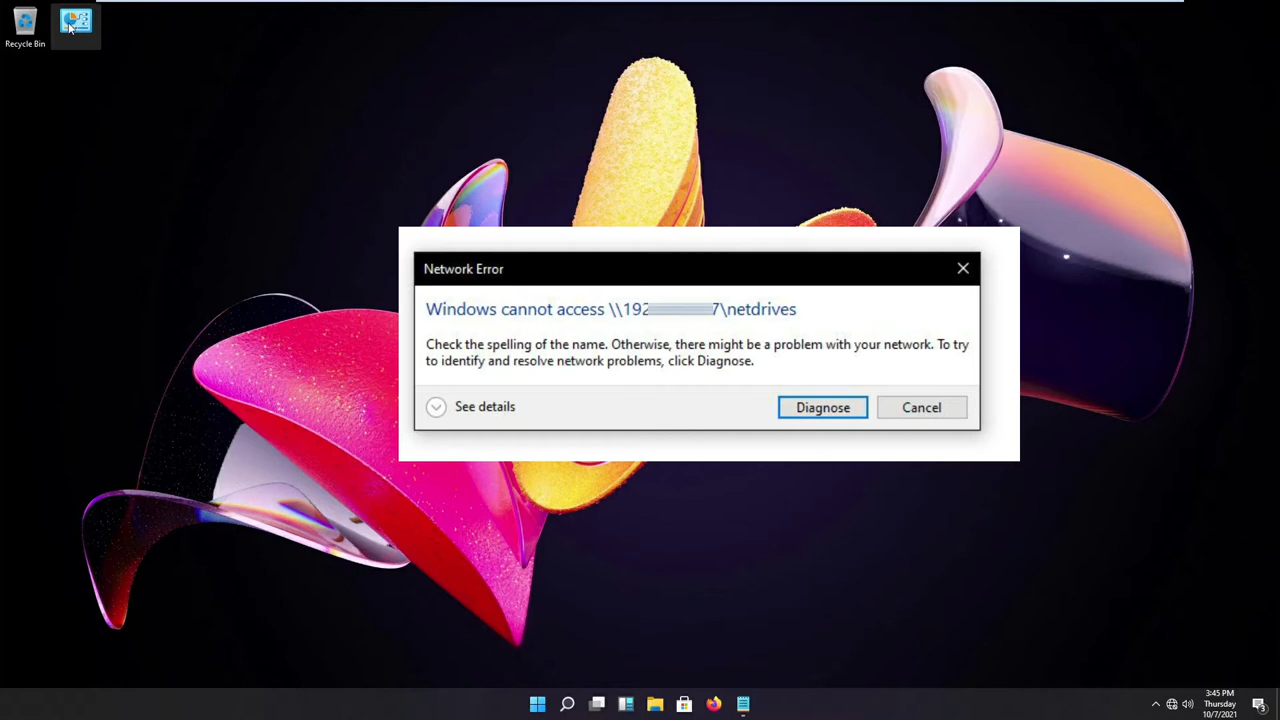 Recycle Bin
Network Error
Windows cannot access \\192 7\netdrives
Check the spelling of the name. Otherwise, there might be a problem with your network. To try
to identify and resolve network problems, click Diagnose.
See details
Diagnose
Cancel
3:45 PM
Thursday
10/7/2021
3